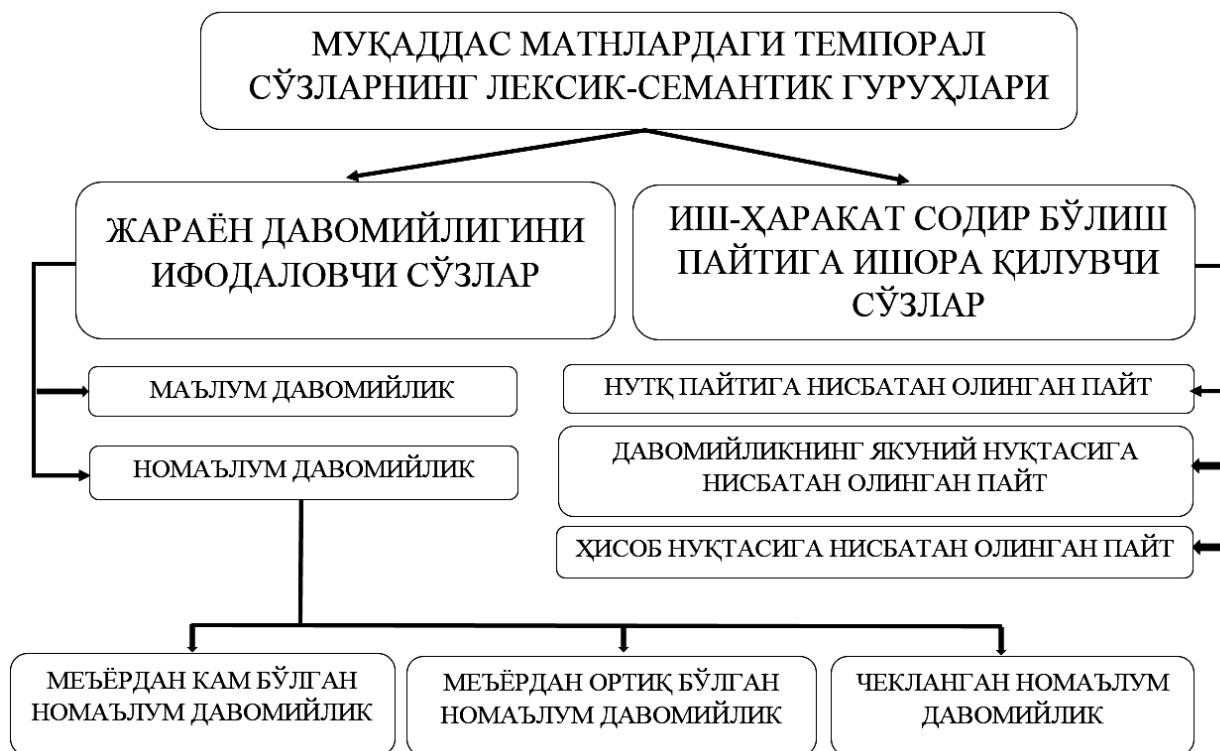 МУҚАДДАС МАТНЛАРДАГИ ТЕМПОРАЛ
СЎЗЛАРНИНГ ЛЕКСИК-СЕМАНТИК ГУРУҲЛАРИ
ЖАРАЁН ДАВОМИЙЛИГИНИ
ИФОДАЛОВЧИ СЎЗЛАР
ИШ-ҲАРАКАТ СОДИР БЎЛИШ
ПАЙТИГА ИШОРА ҚИЛУВЧИ
СЎЗЛАР
МАЪЛУМ ДАВОМИЙЛИК
НОМАЪЛУМ ДАВОМИЙЛИК
НУТҚ ПАЙТИГА НИСБАТАН ОЛИНГАН ПАЙТ
ДАВОМИЙЛИКНИНГ ЯКУНИЙ НУҚТАСИГА
НИСБАТАН ОЛИНГАН ПАЙТ
ҲИСОБ НУҚТАСИГА НИСБАТАН ОЛИНГАН ПАЙТ
МЕЪЁРДАН КАМ БЎЛГАН
НОМАЪЛУМ ДАВОМИЙЛИК
МЕЪЁРДАН ОРТИҚ БЎЛГАН
НОМАЪЛУМ ДАВОМИЙЛИК
ЧЕКЛАНГАН НОМАЪЛУМ
ДАВОМИЙЛИК